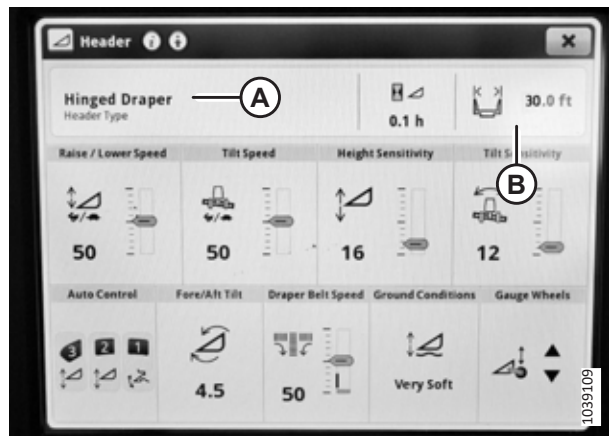 Header
Hinged Draper
Header Type
A
0.1 h
30.0 ft
B
Raise / Lower Speed
Tilt Speed
Height Sensitivity
Tilt Sensitivity
50
50
16
12
Auto Control
Fore/Aft Tilt
Draper Belt Speed
Ground Conditions
Gauge Wheels
3 2 1
4.5
50
Very Soft
1039109